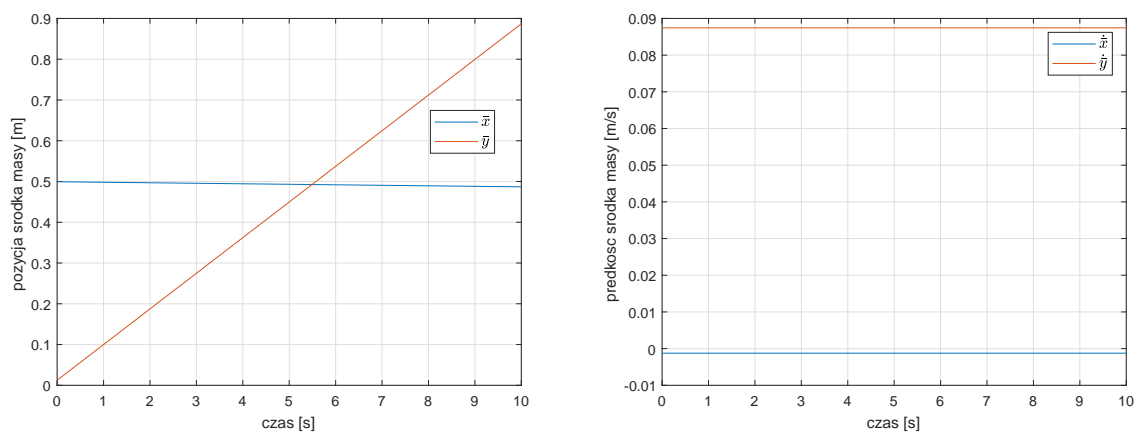 0.9
0.8
0.7
0.6
0.5
0.4
0.3
0.2
0.1
0
pozycja srodka masy [m]
x̄
ȳ
0 1 2 3 4 5 6 7 8 9 10
czas [s]
0.09
0.08
0.07
0.06
0.05
0.04
0.03
0.02
0.01
0
-0.01
predkosc srodka masy [m/s]
ẋ̄
ẏ̄
0 1 2 3 4 5 6 7 8 9 10
czas [s]